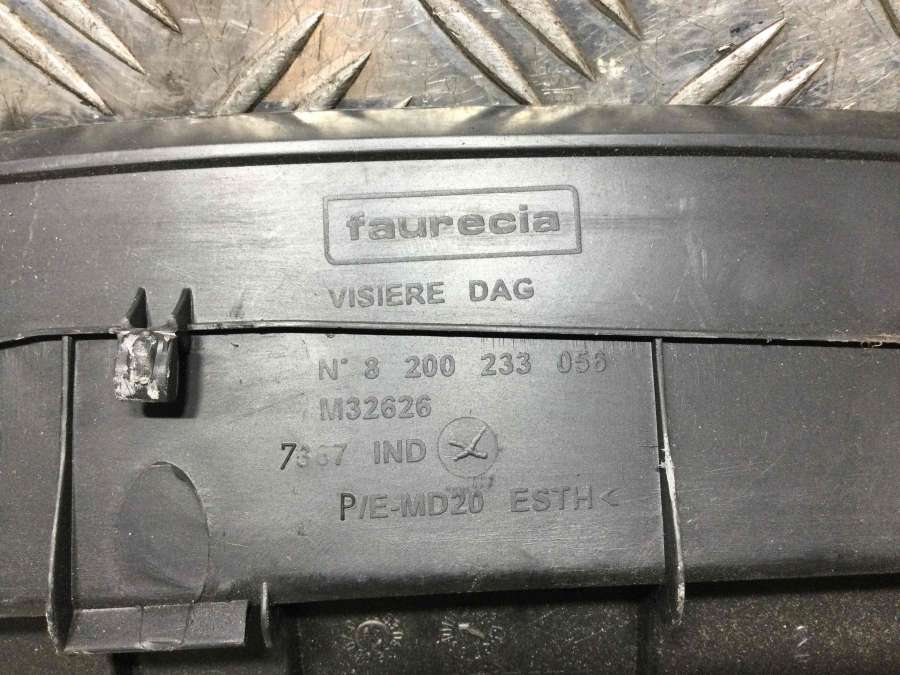 faurecia
VISIERE DAG
N° 8 200 233 056
M32626
7367 IND
P/E-MD20 ESTH<